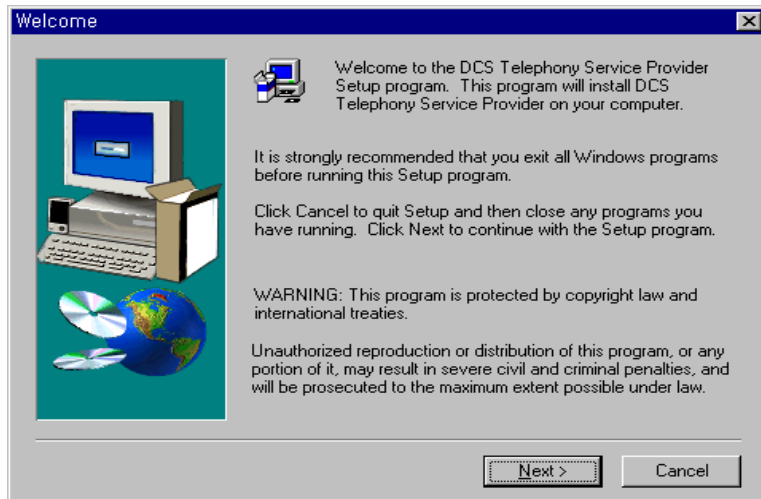 Welcome
Welcome to the DCS Telephony Service Provider
Setup program.  This program will install DCS
Telephony Service Provider on your computer.
It is strongly recommended that you exit all Windows programs
before running this Setup program.
Click Cancel to quit Setup and then close any programs you
have running.  Click Next to continue with the Setup program.
WARNING: This program is protected by copyright law and
international treaties.
Unauthorized reproduction or distribution of this program, or any
portion of it, may result in severe civil and criminal penalties, and
will be prosecuted to the maximum extent possible under law.
Next >
Cancel